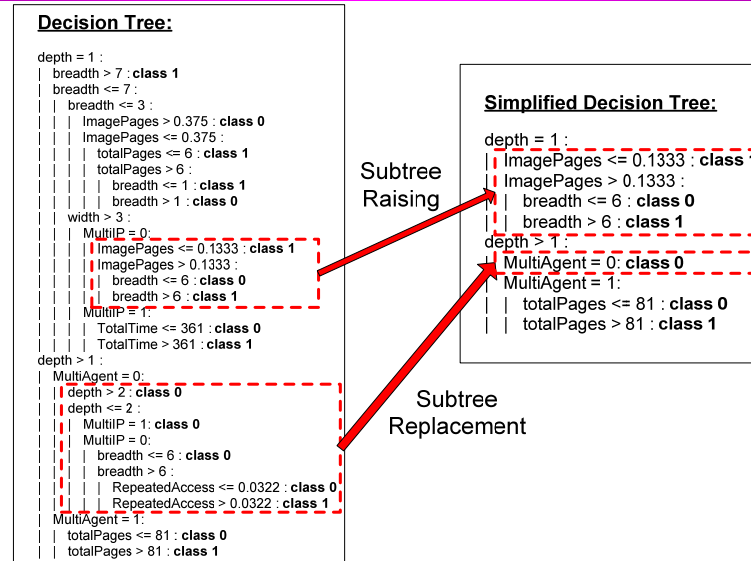 Decision Tree:
depth = 1 :
| breadth > 7 : class 1
| breadth <= 7 :
| | breadth <= 3 :
| | | ImagePages > 0.375 : class 0
| | | ImagePages <= 0.375 :
| | | | totalPages <= 6 : class 1
| | | | totalPages > 6 :
| | | | | breadth <= 1 : class 1
| | | | | breadth > 1 : class 0
| | width > 3 :
| | | MultiIP = 0:
| | | | ImagePages <= 0.1333 : class 1
| | | | ImagePages > 0.1333 :
| | | | | breadth <= 6 : class 0
| | | | | breadth > 6 : class 1
| | | MultiIP = 1:
| | | | TotalTime <= 361 : class 0
| | | | TotalTime > 361 : class 1
depth > 1 :
| MultiAgent = 0:
| | depth > 2 : class 0
| | depth <= 2 :
| | | MultiIP = 1: class 0
| | | MultiIP = 0:
| | | | breadth <= 6 : class 0
| | | | breadth > 6 :
| | | | | RepeatedAccess <= 0.0322 : class 0
| | | | | RepeatedAccess > 0.0322 : class 1
| MultiAgent = 1:
| | totalPages <= 81 : class 0
| | totalPages > 81 : class 1
Subtree
Raising
Subtree
Replacement
Simplified Decision Tree:
depth = 1 :
| ImagePages <= 0.1333 : class 1
| ImagePages > 0.1333 :
| | breadth <= 6 : class 0
| | breadth > 6 : class 1
depth > 1 :
| MultiAgent = 0: class 0
| MultiAgent = 1:
| | totalPages <= 81 : class 0
| | totalPages > 81 : class 1